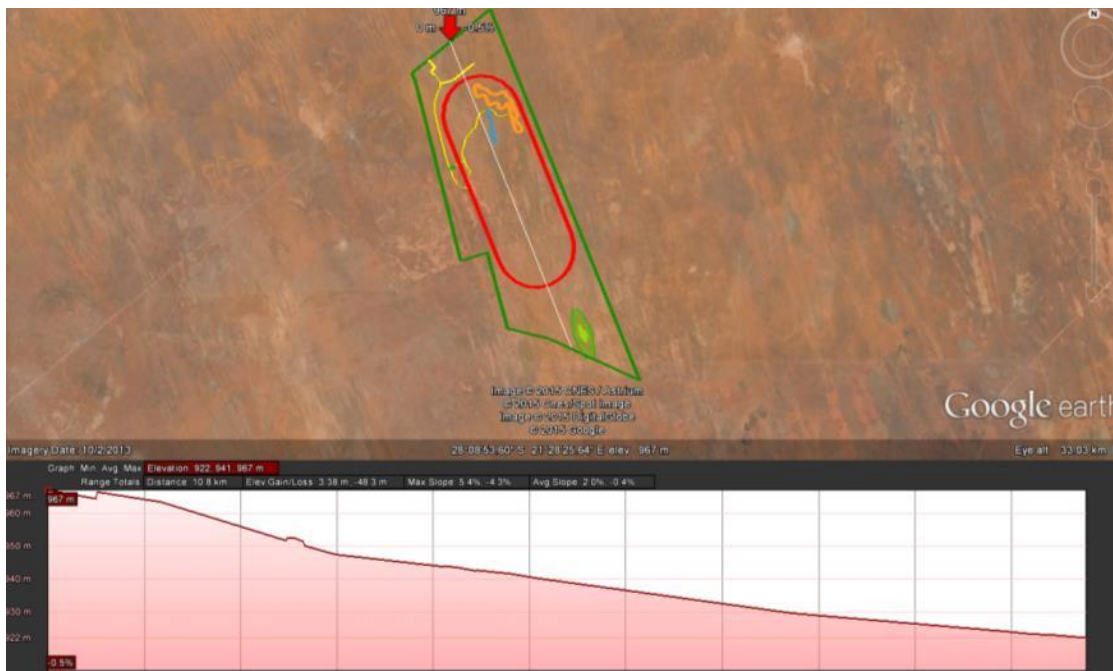 967m
0 m -0.5%
N
Image © 2015 CNES / Astrium
© 2015 Cnes/Spot Image
Image © 2015 DigitalGlobe
© 2015 Google
Google earth
Imagery Date: 10/2/2013 28:08:53.60" S 21:28:25.64" E elev 967 m Eye alt 33.03 km
Graph: Min, Avg, Max Elevation: 922, 941, 967 m
Range Totals: Distance: 10.8 km Elev Gain/Loss: 3.38 m, -48.3 m Max Slope: 5.4%, -4.3% Avg Slope: 2.0%, -0.4%
967 m
967 m
960 m
950 m
940 m
930 m
922 m
-0.5%